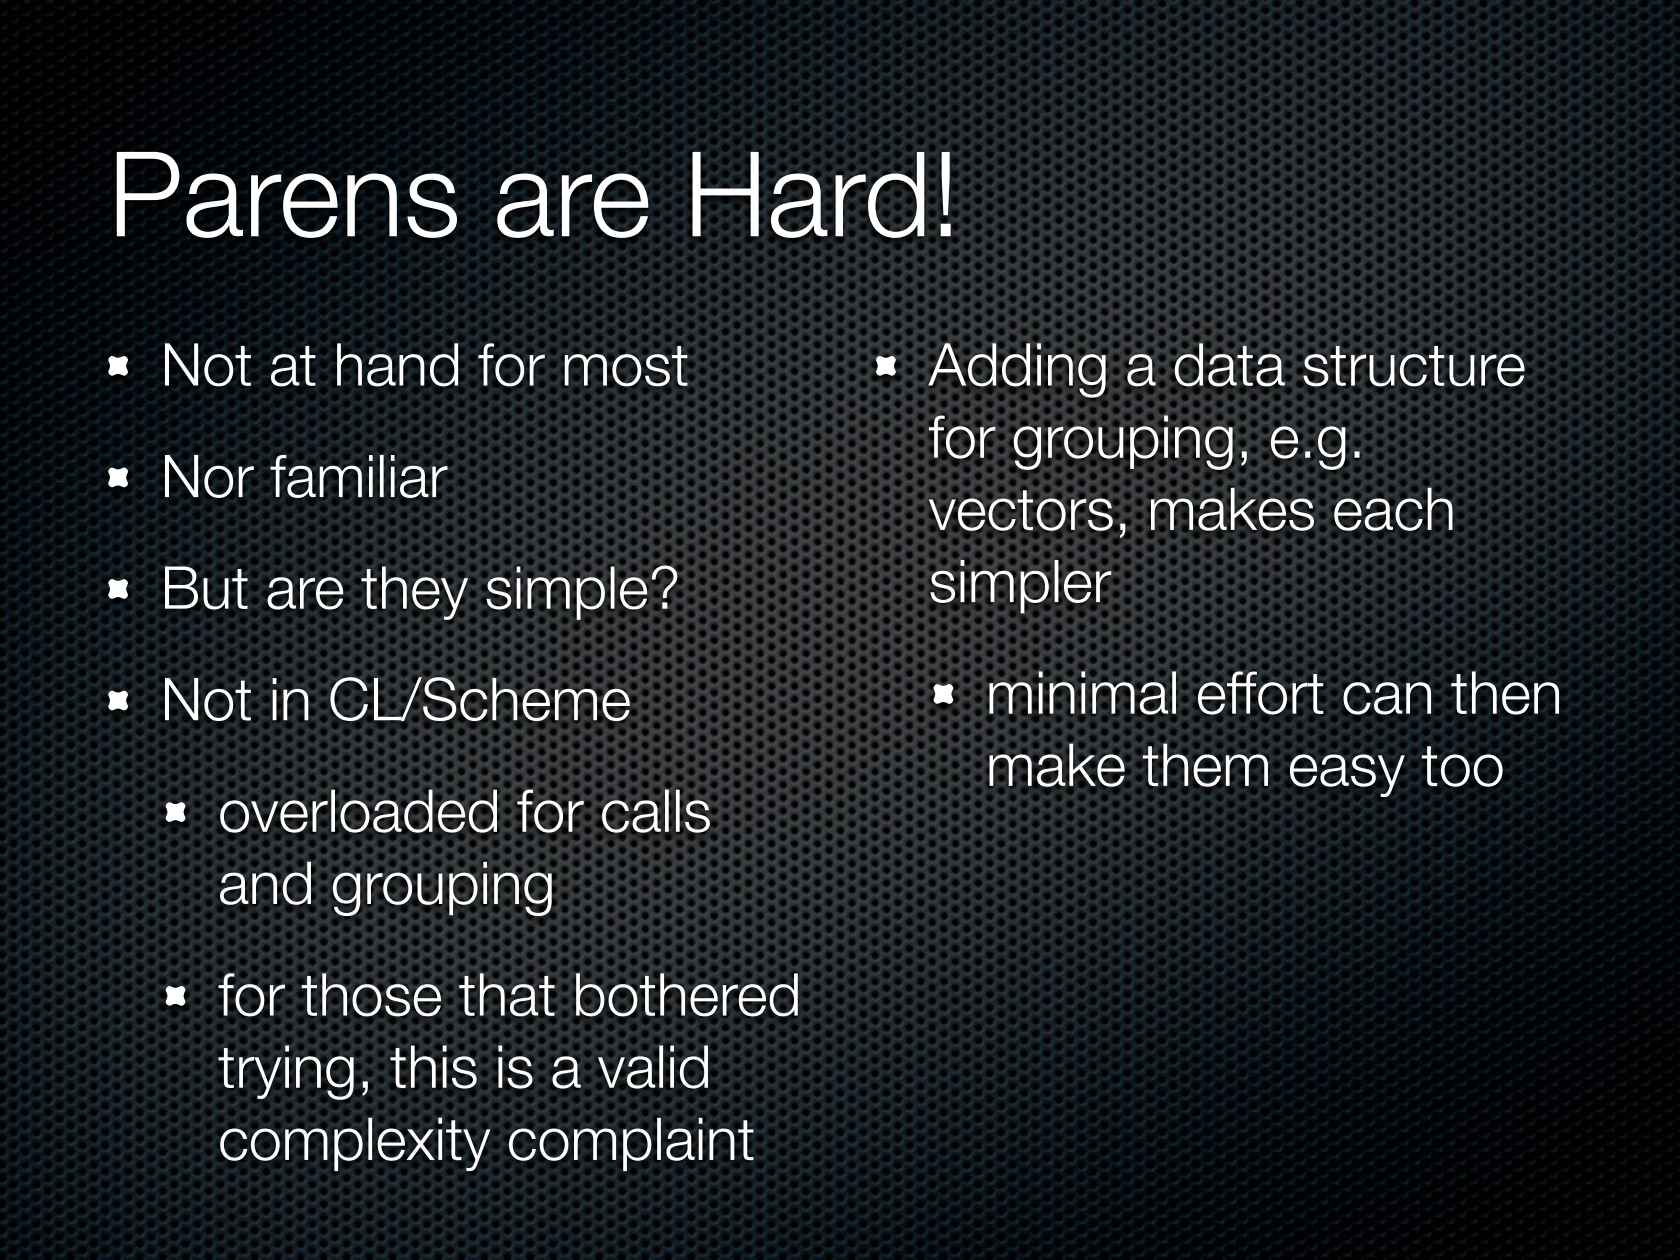 Parens are Hard!
Not at hand for most
Nor familiar
But are they simple?
Not in CL/Scheme
overloaded for calls
and grouping
for those that bothered
trying, this is a valid
complexity complaint
Adding a data structure
for grouping, e.g.
vectors, makes each
simpler
minimal effort can then
make them easy too